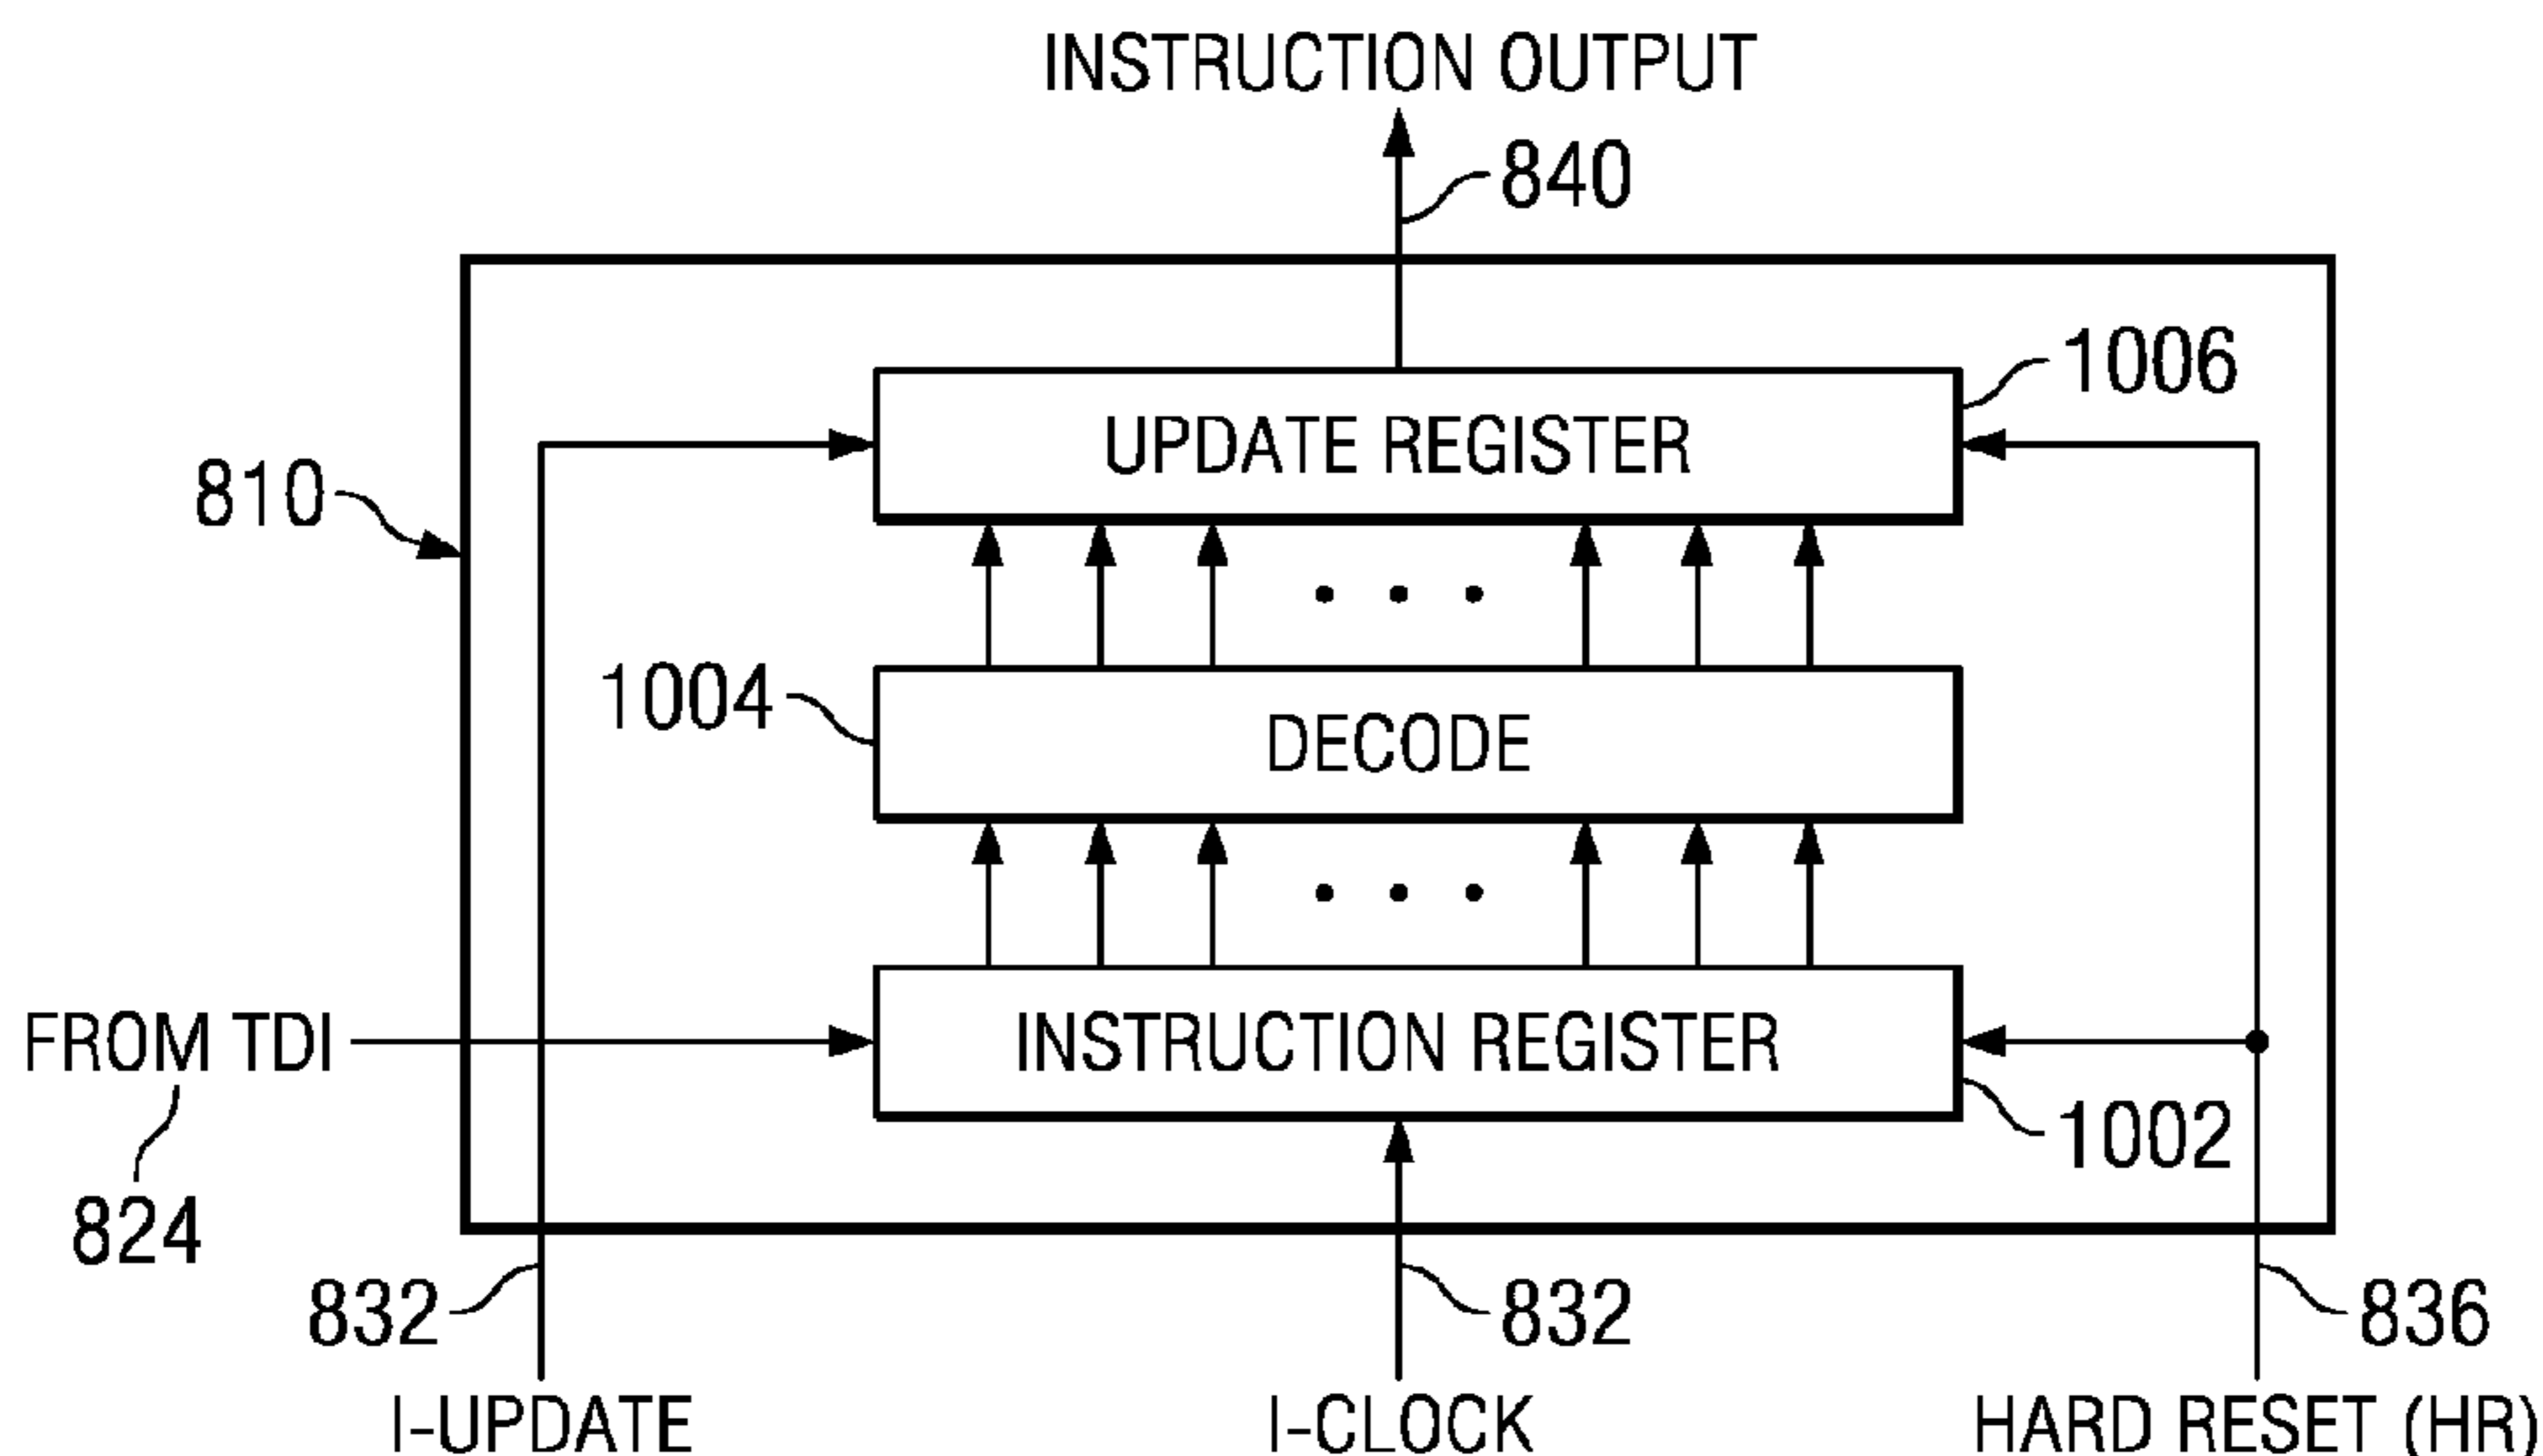 INSTRUCTION OUTPUT
840
1006
UPDATE REGISTER
810
1004
DECODE
FROM TDI
INSTRUCTION REGISTER
1002
824
832
832
836
I-UPDATE
I-CLOCK
HARD RESET (HR)